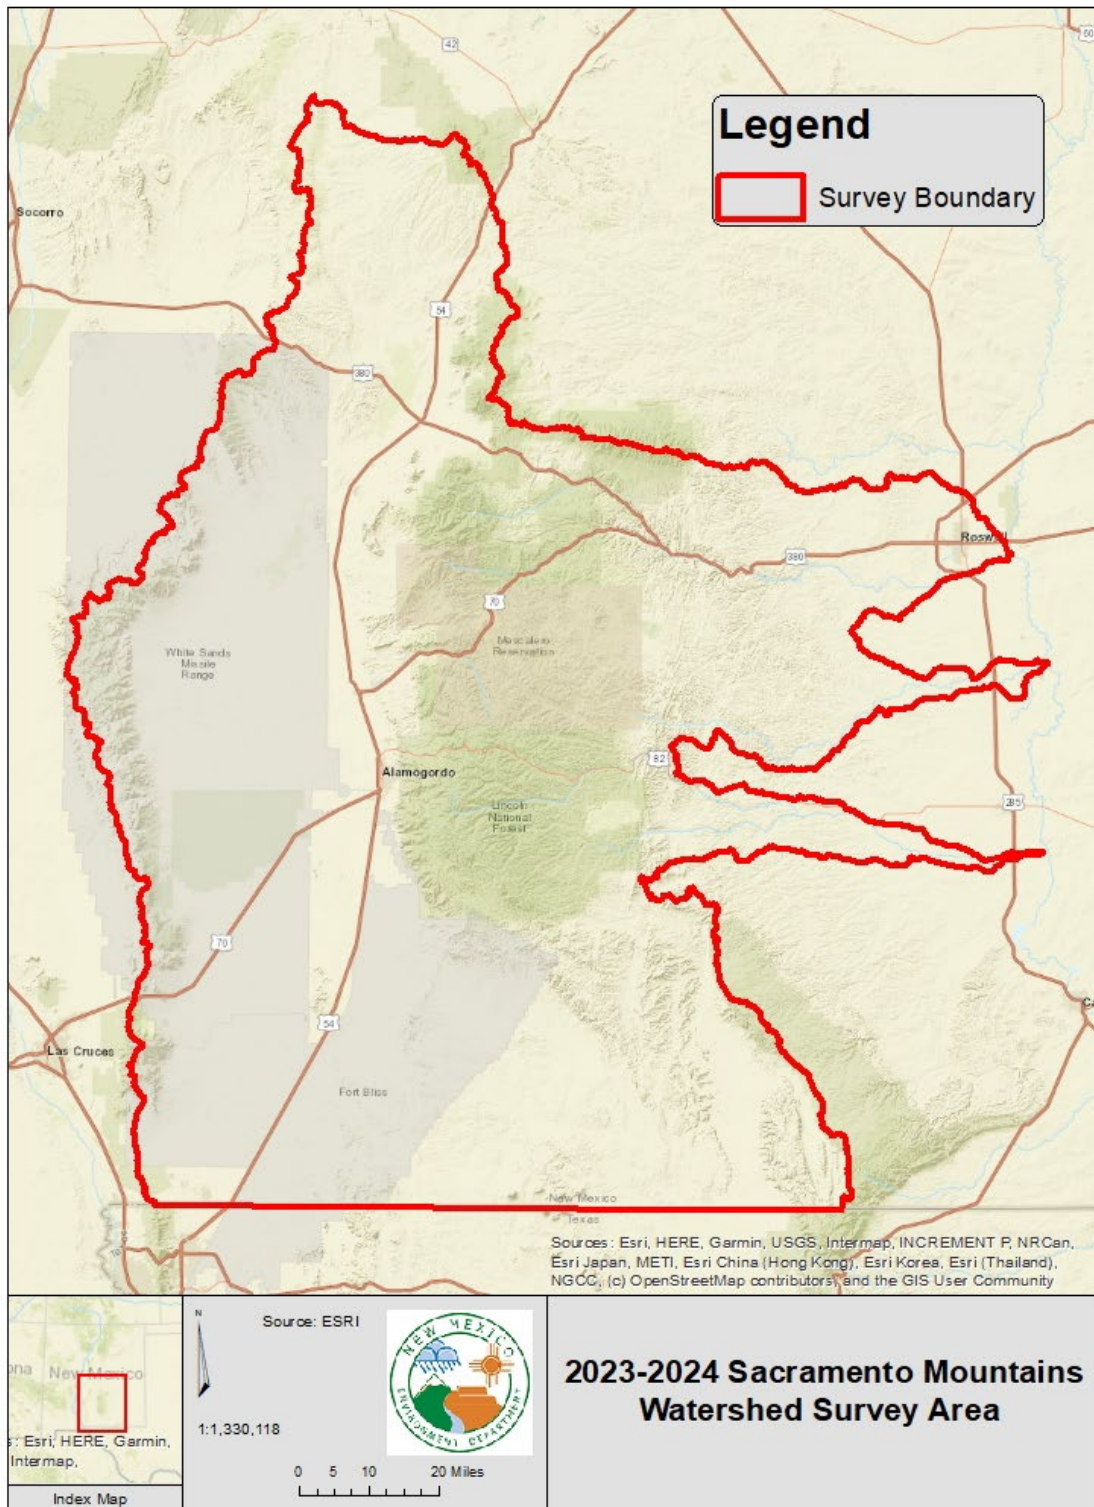 42
Legend
Survey Boundary
Socorro
54
380
Roswell
380
70
Mescalero
Reservation
White Sands
Missile
Range
82
Alamogordo
285
Lincoln
National
Forest
70
54
Las Cruces
Fort Bliss
New Mexico
Texas
Sources: Esri, HERE, Garmin, USGS, Intermap, INCREMENT P, NRCan,
Esri Japan, METI, Esri China (Hong Kong), Esri Korea, Esri (Thailand),
NGCC, (c) OpenStreetMap contributors, and the GIS User Community
ona New Mexico
s: Esri, HERE, Garmin,
Intermap,
Index Map
N
Source: ESRI
1:1,330,118
0 5 10 20 Miles
NEW MEXICO
ENVIRONMENT DEPARTMENT
2023-2024 Sacramento Mountains
Watershed Survey Area